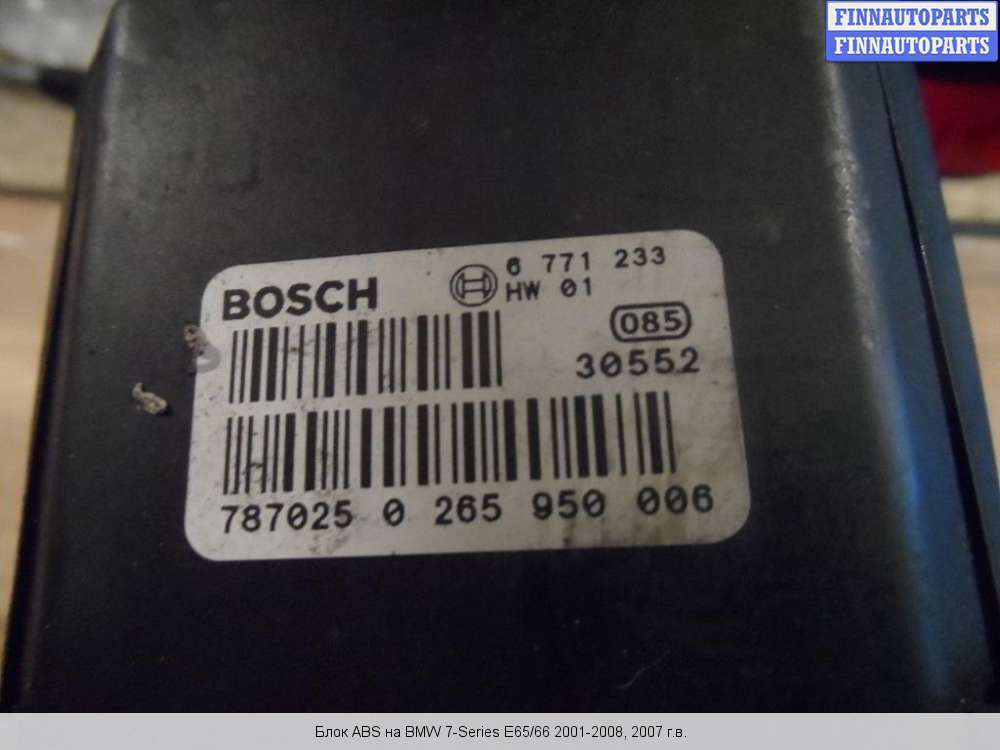 FINNAUTOPARTS
FINNAUTOPARTS
BOSCH
6 771 233
HW 01
085
30552
787025 0 265 950 006
Блок ABS на BMW 7-Series E65/66 2001-2008, 2007 г.в.